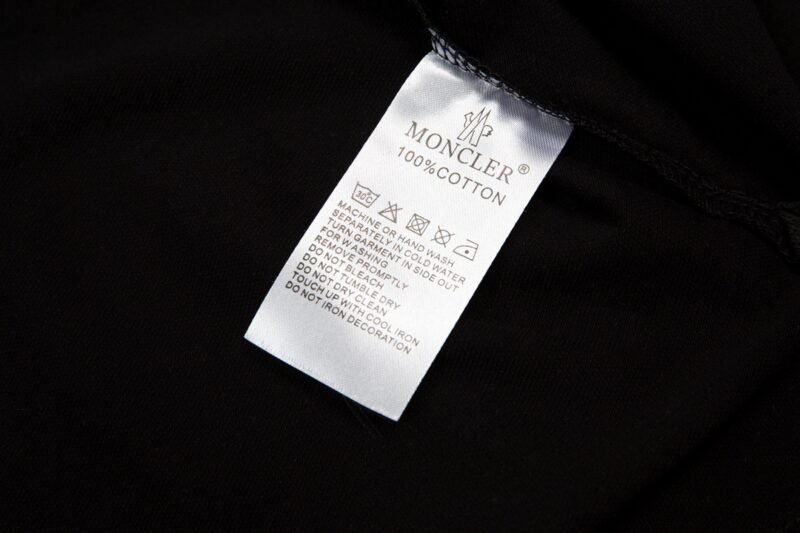 MONCLER®
100%COTTON
30C
MACHINE OR HAND WASH
SEPARATELY IN COLD WATER
TURN GARMENT IN SIDE OUT
FOR WASHING
REMOVE PROMPTLY
DO NOT BLEACH
DO NOT TUMBLE DRY
DO NOT DRY CLEAN
TOUCH UP WITH COOL IRON
DO NOT IRON DECORATION